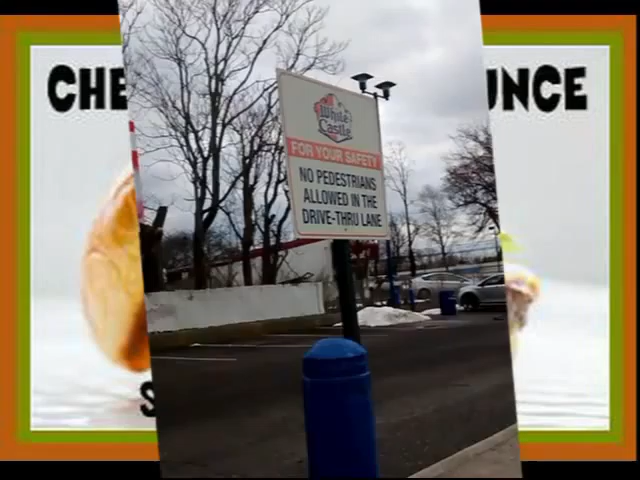 CHE
UNCE
White
Castle
FOR YOUR SAFETY
NO PEDESTRIANS
ALLOWED IN THE
DRIVE-THRU LANE
S